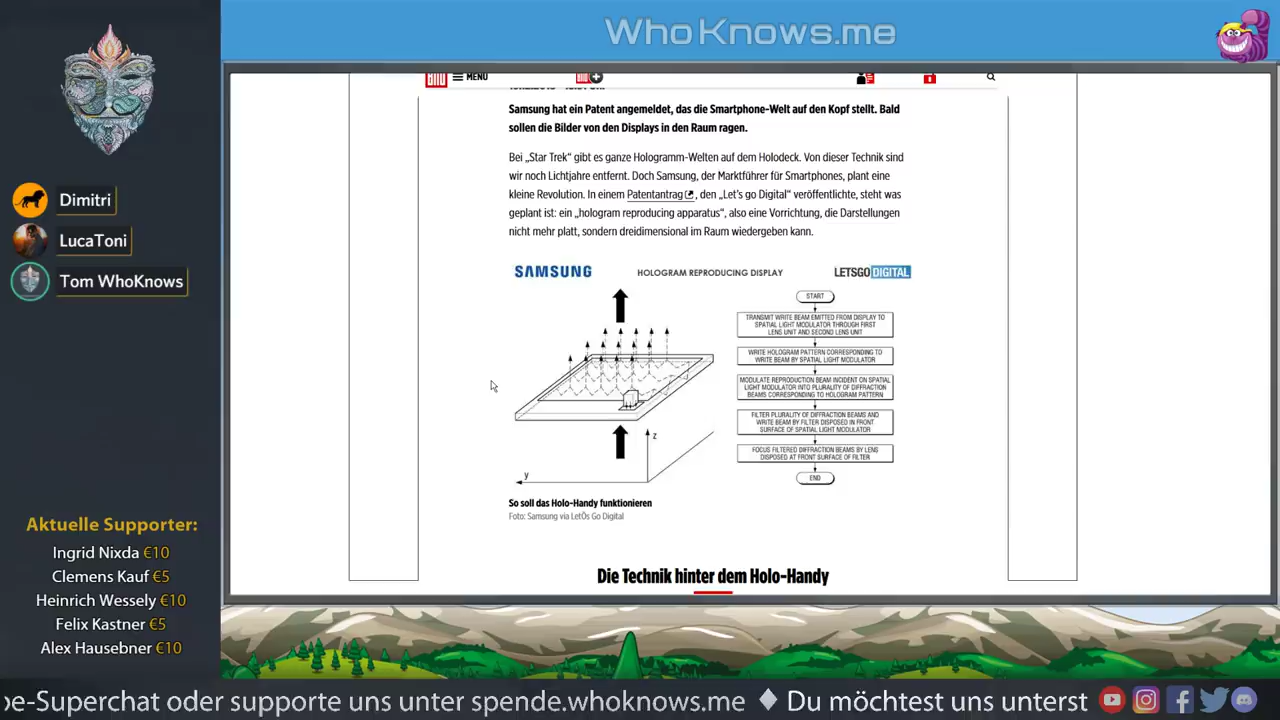 WhoKnows.me
BILD MENÜ BILD
Samsung hat ein Patent angemeldet, das die Smartphone-Welt auf den Kopf stellt. Bald
sollen die Bilder von den Displays in den Raum ragen.
Bei „Star Trek“ gibt es ganze Hologramm-Welten auf dem Holodeck. Von dieser Technik sind
wir noch Lichtjahre entfernt. Doch Samsung, der Marktführer für Smartphones, plant eine
kleine Revolution. In einem Patentantrag, den „Let’s go Digital“ veröffentlichte, steht was
geplant ist: ein „hologram reproducing apparatus“, also eine Vorrichtung, die Darstellungen
nicht mehr platt, sondern dreidimensional im Raum wiedergeben kann.
SAMSUNG HOLOGRAM REPRODUCING DISPLAY LETSGODIGITAL
START
TRANSMIT WRITE BEAM EMITTED FROM DISPLAY TO
SPATIAL LIGHT MODULATOR THROUGH FIRST
LENS UNIT AND SECOND LENS UNIT
WRITE HOLOGRAM PATTERN CORRESPONDING TO
WRITE BEAM BY SPATIAL LIGHT MODULATOR
MODULATE REPRODUCTION BEAM INCIDENT ON SPATIAL
LIGHT MODULATOR INTO PLURALITY OF DIFFRACTION
BEAMS CORRESPONDING TO HOLOGRAM PATTERN
FILTER PLURALITY OF DIFFRACTION BEAMS AND
WRITE BEAM BY FILTER DISPOSED IN FRONT
SURFACE OF SPATIAL LIGHT MODULATOR
FOCUS FILTERED DIFFRACTION BEAMS BY LENS
DISPOSED AT FRONT SURFACE OF FILTER
END
z
y
So soll das Holo-Handy funktionieren
Foto: Samsung via LetÕs Go Digital
Die Technik hinter dem Holo-Handy
Dimitri
LucaToni
Tom WhoKnows
Aktuelle Supporter:
Ingrid Nixda €10
Clemens Kauf €5
Heinrich Wessely €10
Felix Kastner €5
Alex Hausebner €10
pe-Superchat oder supporte uns unter spende.whoknows.me ♦ Du möchtest uns unterst